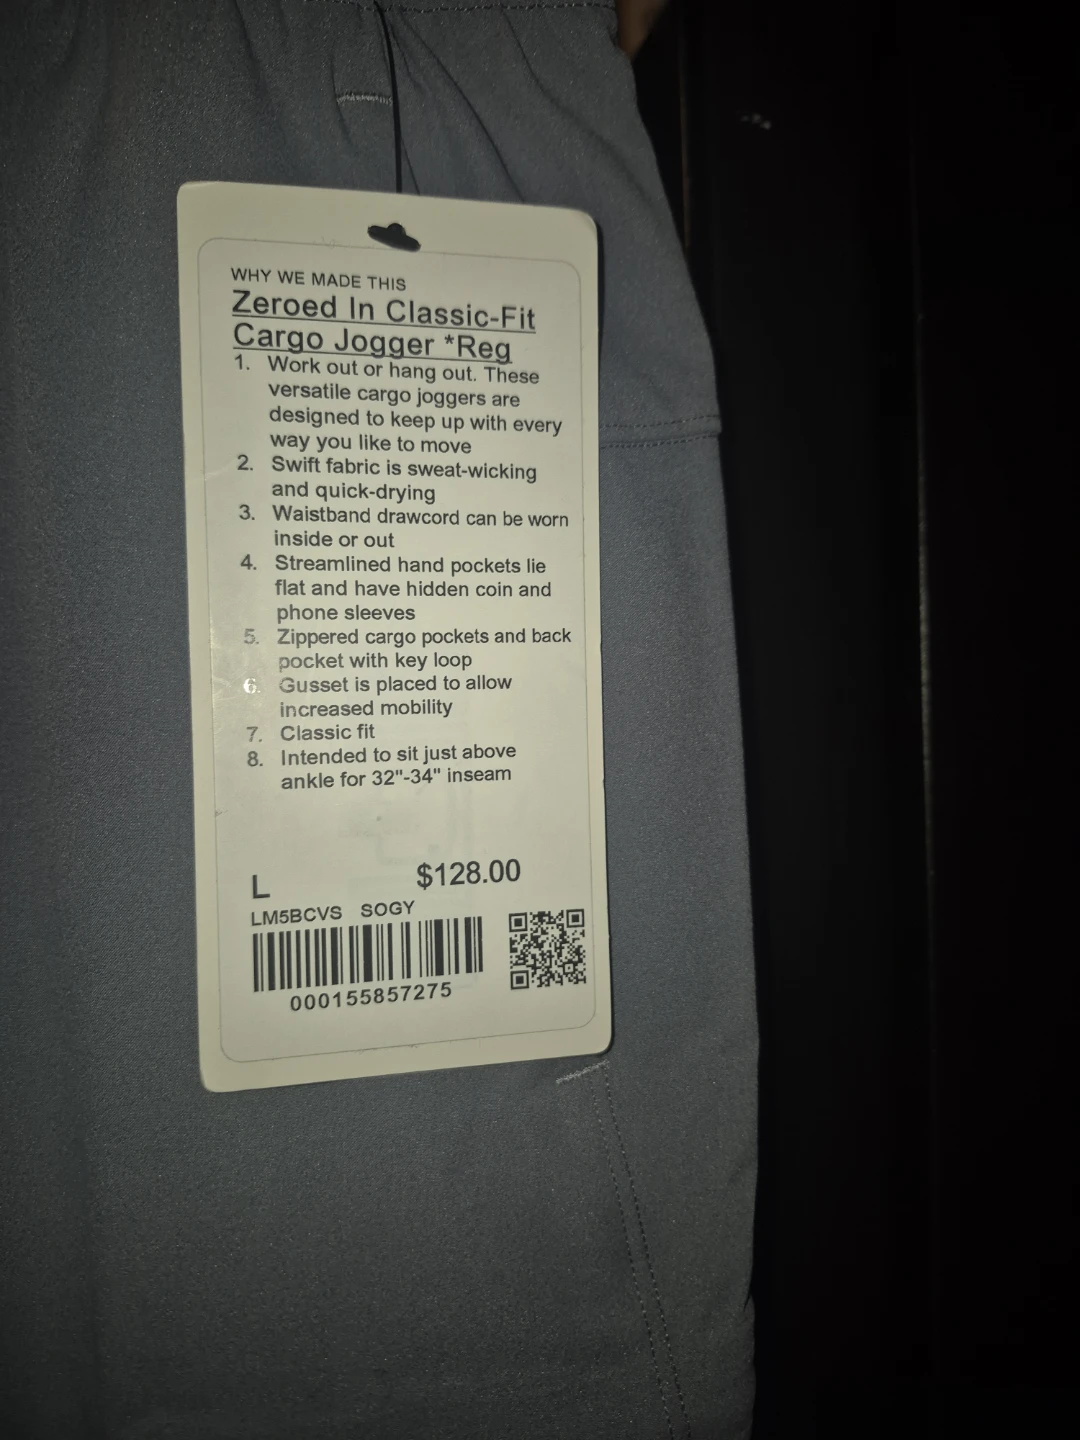 WHY WE MADE THIS
Zeroed In Classic-Fit
Cargo Jogger *Reg
1. Work out or hang out. These
versatile cargo joggers are
designed to keep up with every
way you like to move
2. Swift fabric is sweat-wicking
and quick-drying
3. Waistband drawcord can be worn
inside or out
4. Streamlined hand pockets lie
flat and have hidden coin and
phone sleeves
5. Zippered cargo pockets and back
pocket with key loop
6. Gusset is placed to allow
increased mobility
7. Classic fit
8. Intended to sit just above
ankle for 32"-34" inseam
L $128.00
LM5BCVS SOGY
000155857275